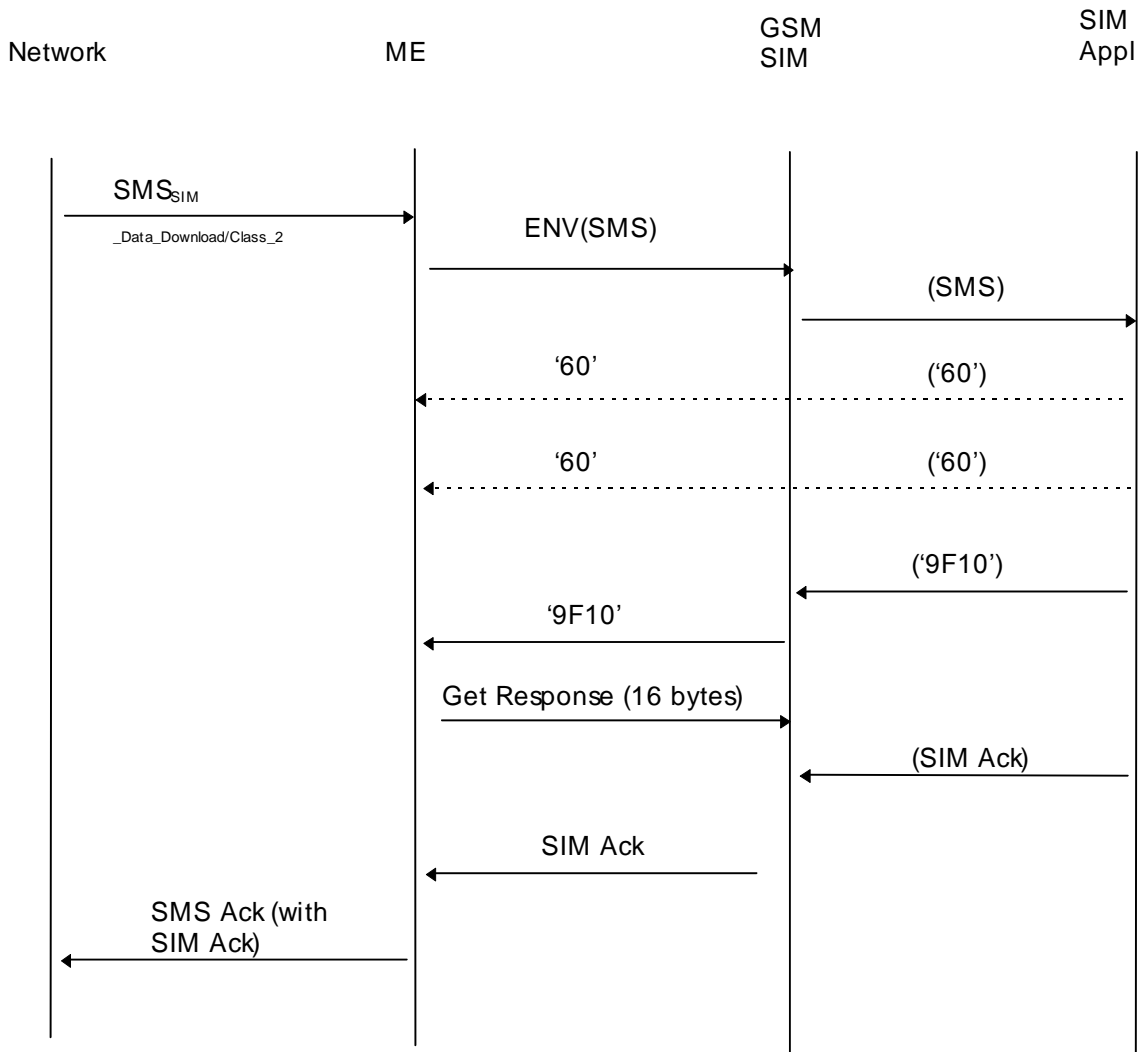 Network
ME
GSM
SIM
SIM
Appl
SMSSIM
_Data_Download/Class_2
ENV(SMS)
(SMS)
‘60’
(‘60’)
‘60’
(‘60’)
(‘9F10’)
‘9F10’
Get Response (16 bytes)
(SIM Ack)
SIM Ack
SMS Ack (with
SIM Ack)